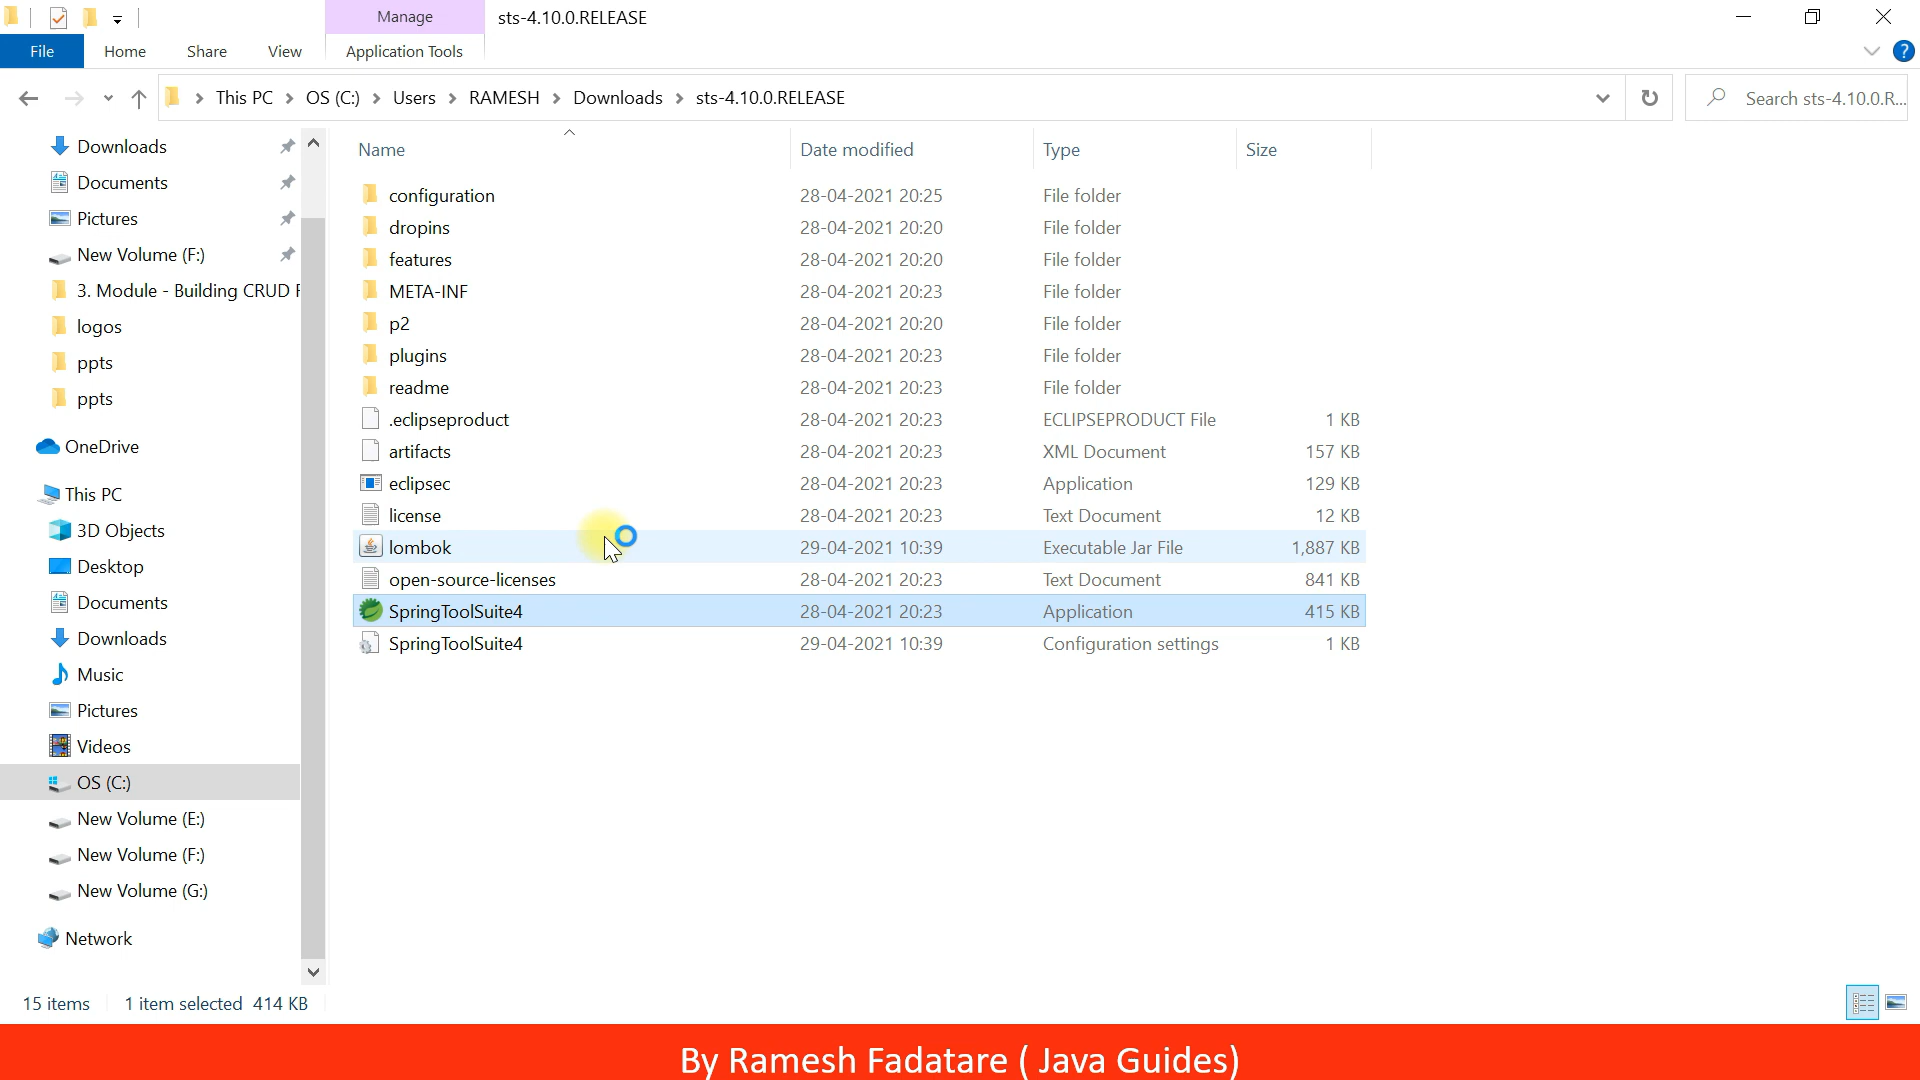 Manage
sts-4.10.0.RELEASE
File
Home
Share
View
Application Tools
?
This PC
OS (C:)
Users
RAMESH
Downloads
sts-4.10.0.RELEASE
Search sts-4.10.0.R...
Downloads
Documents
Pictures
New Volume (F:)
3. Module - Building CRUD
logos
ppts
ppts
OneDrive
This PC
3D Objects
Desktop
Documents
Downloads
Music
Pictures
Videos
OS (C:)
New Volume (E:)
New Volume (F:)
New Volume (G:)
Network
Name Date modified Type Size
configuration 28-04-2021 20:25 File folder
dropins 28-04-2021 20:20 File folder
features 28-04-2021 20:20 File folder
META-INF 28-04-2021 20:23 File folder
p2 28-04-2021 20:20 File folder
plugins 28-04-2021 20:23 File folder
readme 28-04-2021 20:23 File folder
.eclipseproduct 28-04-2021 20:23 ECLIPSEPRODUCT File 1 KB
artifacts 28-04-2021 20:23 XML Document 157 KB
eclipsec 28-04-2021 20:23 Application 129 KB
license 28-04-2021 20:23 Text Document 12 KB
lombok 29-04-2021 10:39 Executable Jar File 1,887 KB
open-source-licenses 28-04-2021 20:23 Text Document 841 KB
SpringToolSuite4 28-04-2021 20:23 Application 415 KB
SpringToolSuite4 29-04-2021 10:39 Configuration settings 1 KB
15 items
1 item selected 414 KB
By Ramesh Fadatare ( Java Guides)